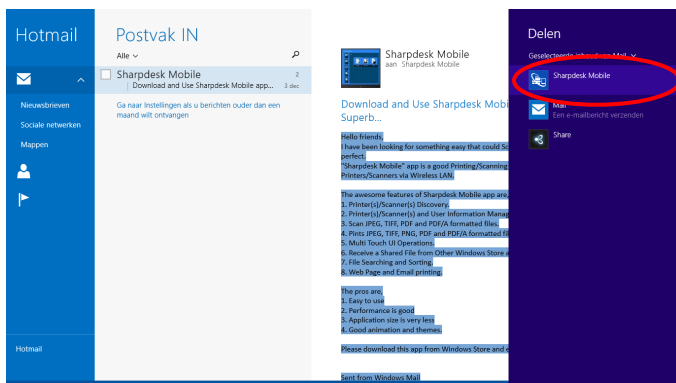 Hotmail
Nieuwsbrieven
Sociale netwerken
Mappen
Hotmail
Postvak IN
Alle
Sharpdesk Mobile 2
Download and Use Sharpdesk Mobile app... 3 dec
Ga naar Instellingen als u berichten ouder dan een
maand wilt ontvangen
Sharpdesk Mobile
aan Sharpdesk Mobile
Download and Use Sharpdesk Mobi
Superb...
Hello friends,
I have been looking for something easy that could Sc
perfect.
"Sharpdesk Mobile" app is a good Printing/Scanning
Printers/Scanners via Wireless LAN.
The awesome features of Sharpdesk Mobile app are,
1. Printer(s)/Scanner(s) Discovery.
2. Printer(s)/Scanner(s) and User Information Manag
3. Scan JPEG, TIFF, PDF and PDF/A formatted files.
4. Pints JPEG, TIFF, PNG, PDF and PDF/A formatted fil
5. Multi Touch UI Operations.
6. Receive a Shared File from Other Windows Store a
7. File Searching and Sorting.
8. Web Page and Email printing.
The pros are,
1. Easy to use
2. Performance is good
3. Application size is very less
4. Good animation and themes.
Please download this app from Windows Store and e
Sent from Windows Mail
Delen
Geselecteerde inhoud van Mail
Sharpdesk Mobile
Mail
Een e-mailbericht verzenden
Share